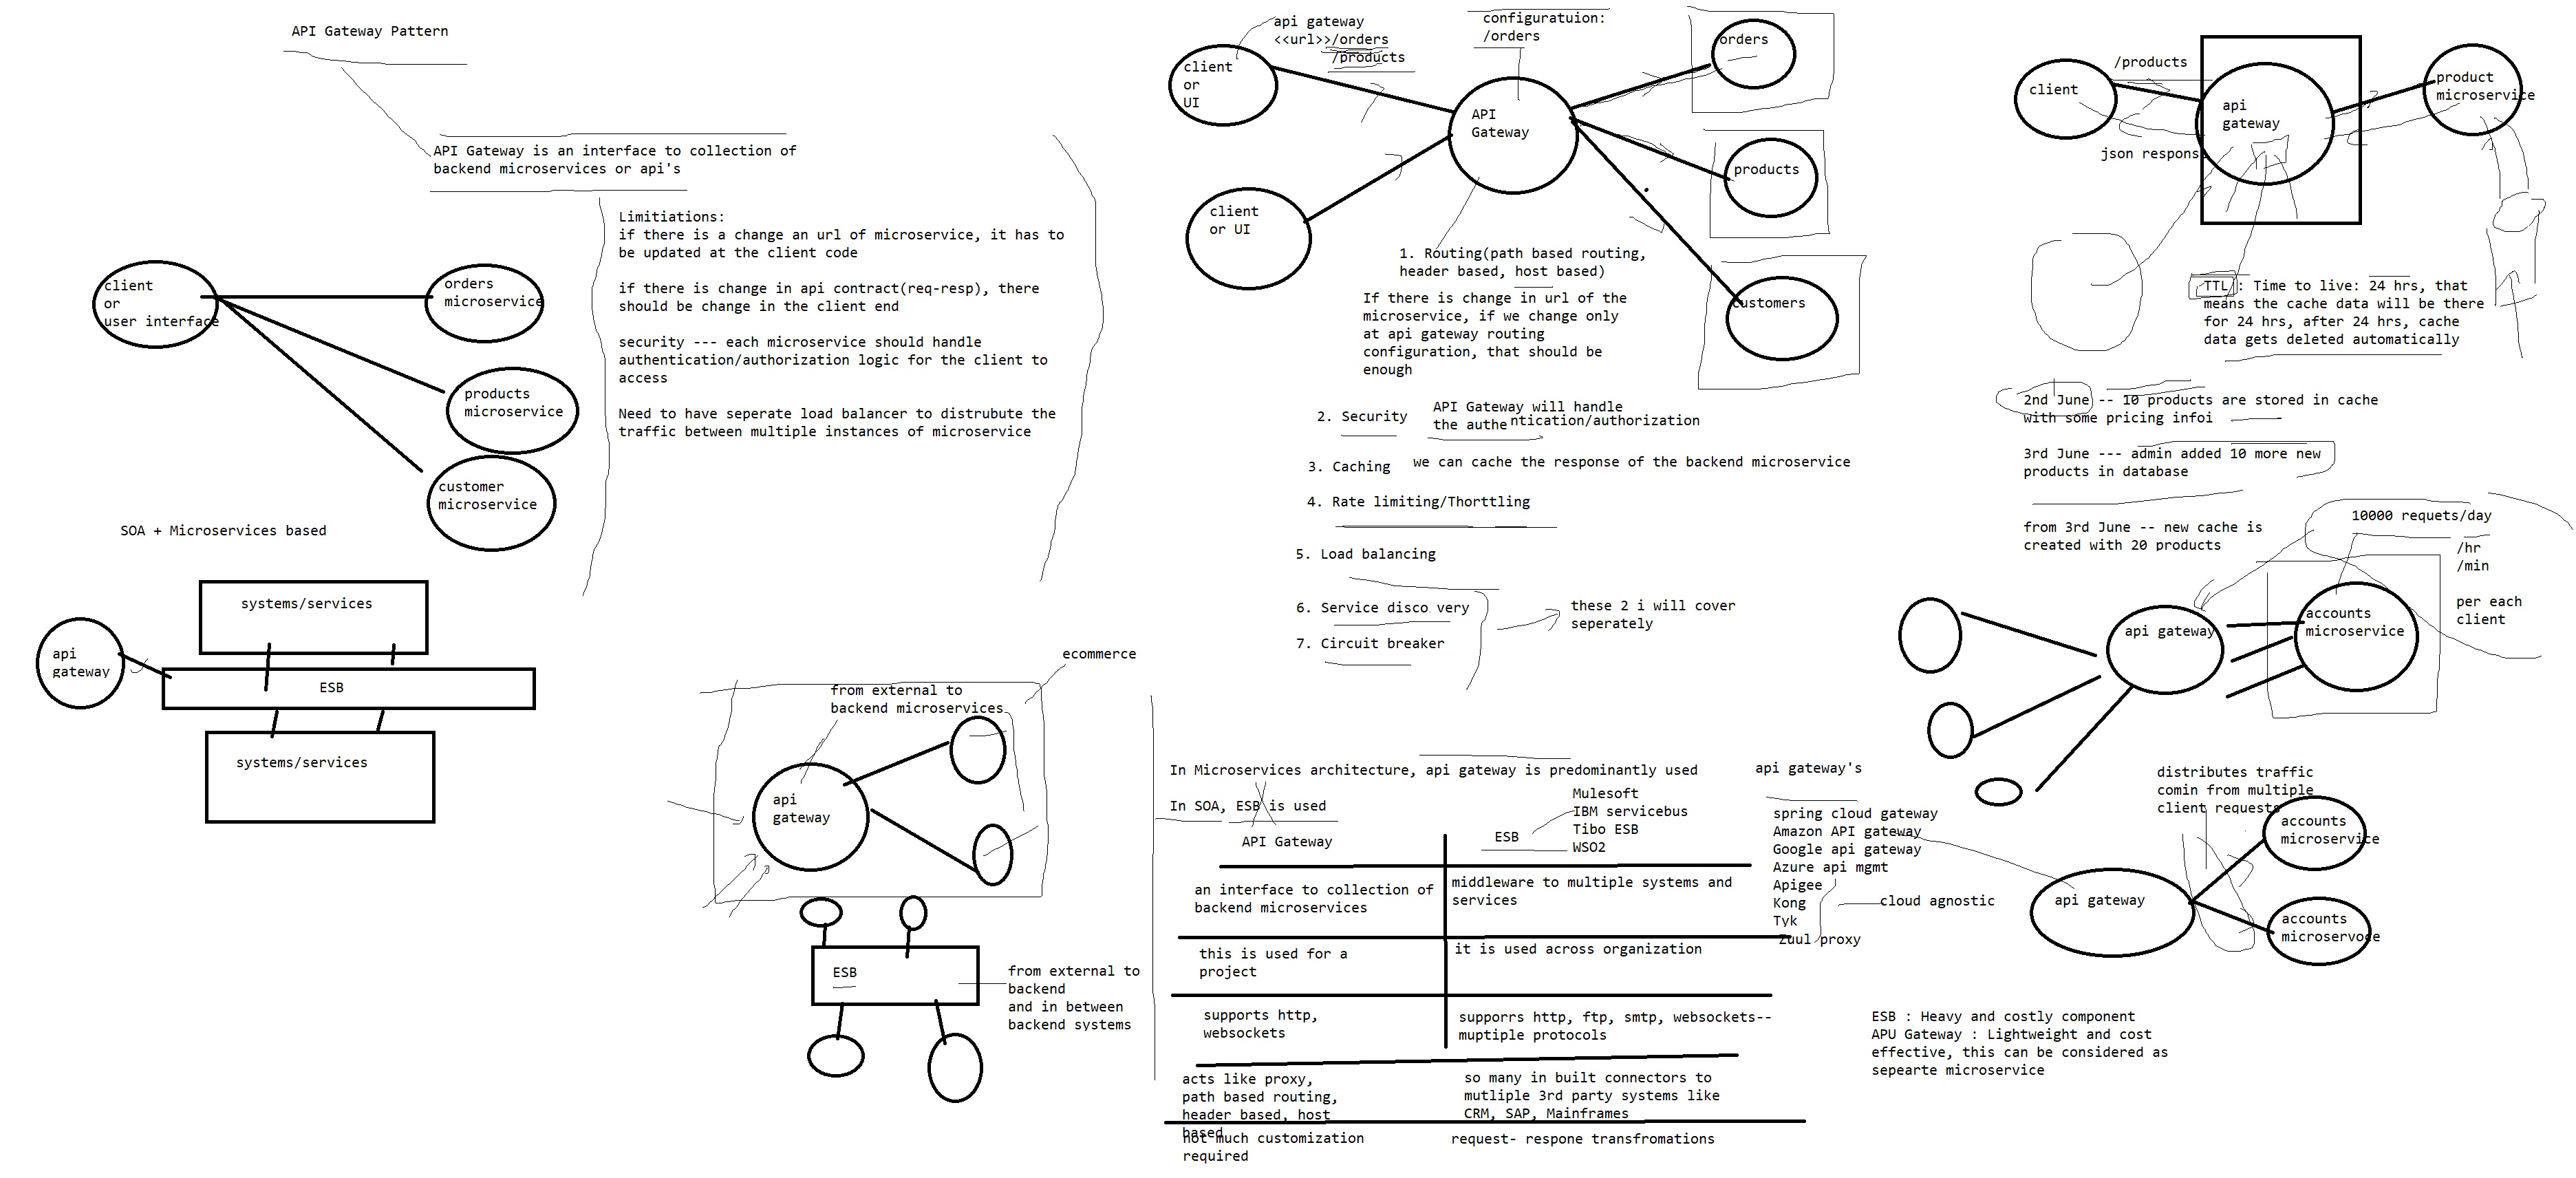 API Gateway Pattern
API Gateway is an interface to collection of
backend microservices or api's
Limitiations:
if there is a change an url of microservice, it has to
be updated at the client code
if there is change in api contract(req-resp), there
should be change in the client end
security --- each microservice should handle
authentication/authorization logic for the client to
access
Need to have seperate load balancer to distrubute the
traffic between multiple instances of microservice
client
or
user interface
orders
microservice
products
microservice
customer
microservice
SOA + Microservices based
systems/services
api
gateway
ESB
systems/services
ecommerce
from external to
backend microservices
api
gateway
ESB
from external to
backend
and in between
backend systems
api gateway
<<url>>/orders
/products
configuratuion:
/orders
client
or
UI
client
or UI
API
Gateway
orders
products
customers
1. Routing(path based routing,
header based, host based)
If there is change in url of the
microservice, if we change only
at api gateway routing
configuration, that should be
enough
2. Security
API Gateway will handle
the authentication/authorization
3. Caching
we can cache the response of the backend microservice
4. Rate limiting/Thorttling
5. Load balancing
6. Service discovery
7. Circuit breaker
these 2 i will cover
seperately
In Microservices architecture, api gateway is predominantly used
In SOA, ESB is used
Mulesoft
IBM servicebus
Tibo ESB
WSO2
API Gateway
ESB
an interface to collection of
backend microservices
middleware to multiple systems and
services
this is used for a
project
it is used across organization
supports http,
websockets
supporrs http, ftp, smtp, websockets--
muptiple protocols
acts like proxy,
path based routing,
header based, host
based
so many in built connectors to
mutliple 3rd party systems like
CRM, SAP, Mainframes
not much customization
required
request- respone transfromations
api gateway's
spring cloud gateway
Amazon API gateway
Google api gateway
Azure api mgmt
Apigee
Kong
Tyk
Zuul proxy
cloud agnostic
client
/products
json response
api
gateway
product
microservice
TTL : Time to live: 24 hrs, that
means the cache data will be there
for 24 hrs, after 24 hrs, cache
data gets deleted automatically
2nd June -- 10 products are stored in cache
with some pricing infoi
3rd June --- admin added 10 more new
products in database
from 3rd June -- new cache is
created with 20 products
10000 requets/day
/hr
/min
per each
client
api gateway
accounts
microservice
distributes traffic
comin from multiple
client requests
api gateway
accounts
microservice
accounts
microservoce
ESB : Heavy and costly component
APU Gateway : Lightweight and cost
effective, this can be considered as
sepearte microservice